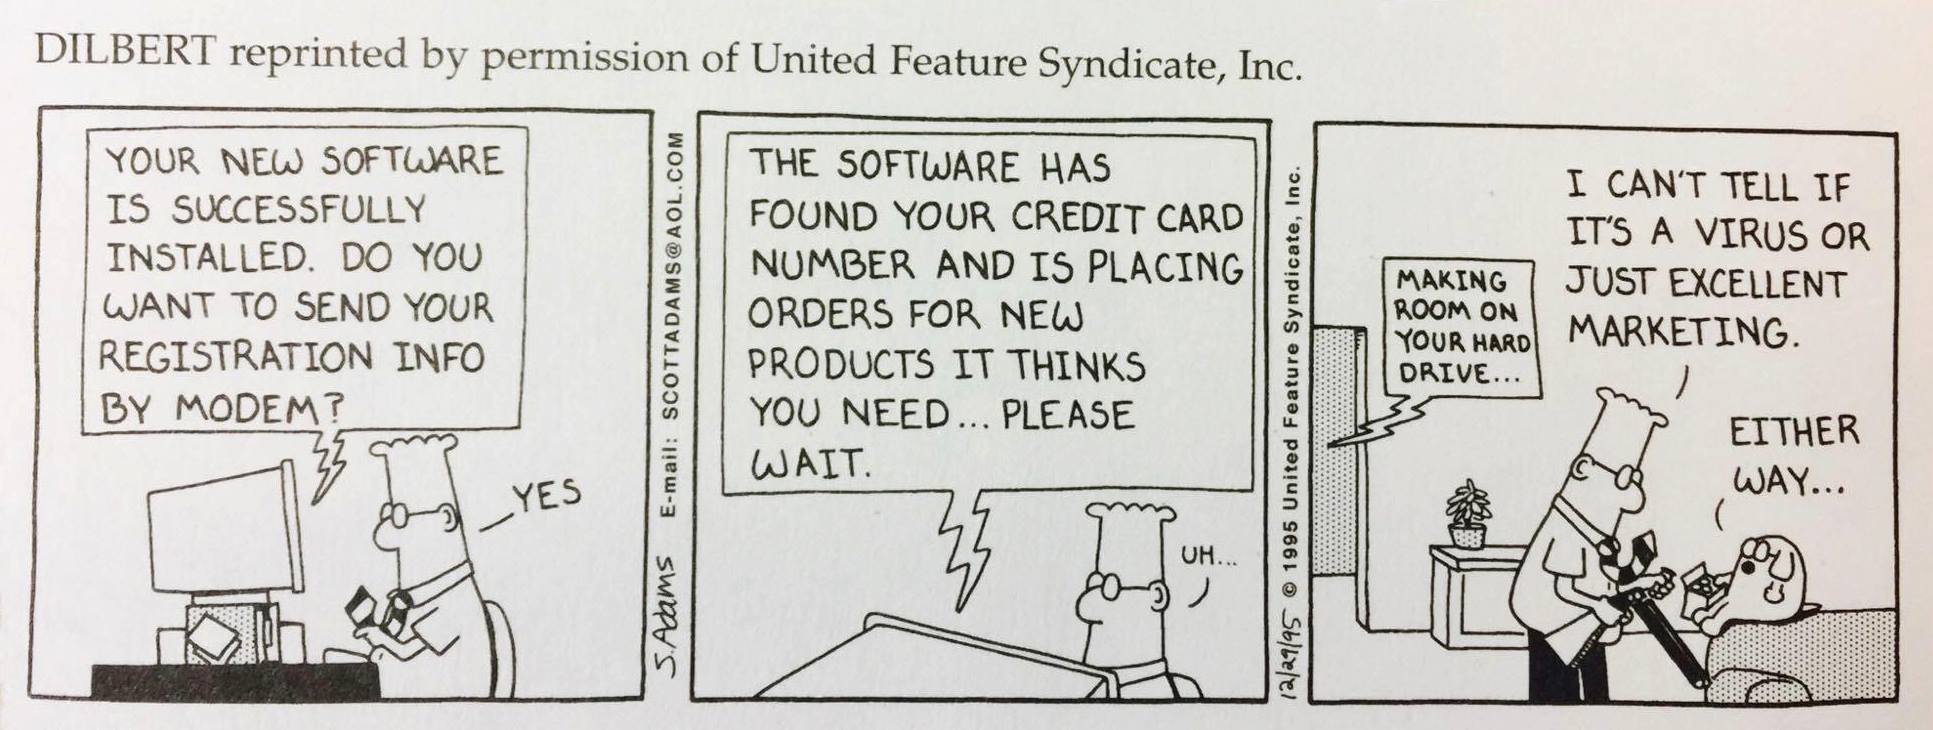 DILBERT reprinted by permission of United Feature Syndicate, Inc.
YOUR NEW SOFTWARE
IS SUCCESSFULLY
INSTALLED. DO YOU
WANT TO SEND YOUR
REGISTRATION INFO
BY MODEM?
YES
S. Adams E-mail: SCOTTADAMS@AOL.COM
THE SOFTWARE HAS
FOUND YOUR CREDIT CARD
NUMBER AND IS PLACING
ORDERS FOR NEW
PRODUCTS IT THINKS
YOU NEED... PLEASE
WAIT.
UH...
12/29/95 © 1995 United Feature Syndicate, Inc.
MAKING
ROOM ON
YOUR HARD
DRIVE...
I CAN'T TELL IF
IT'S A VIRUS OR
JUST EXCELLENT
MARKETING.
EITHER
WAY...